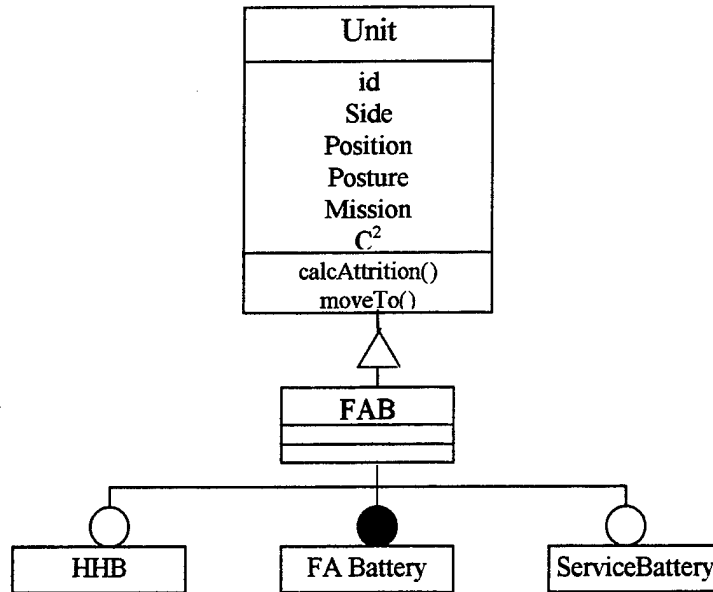 Unit
id
Side
Position
Posture
Mission
C²
calcAttrition()
moveTo()
FAB
HHB
FA Battery
ServiceBattery